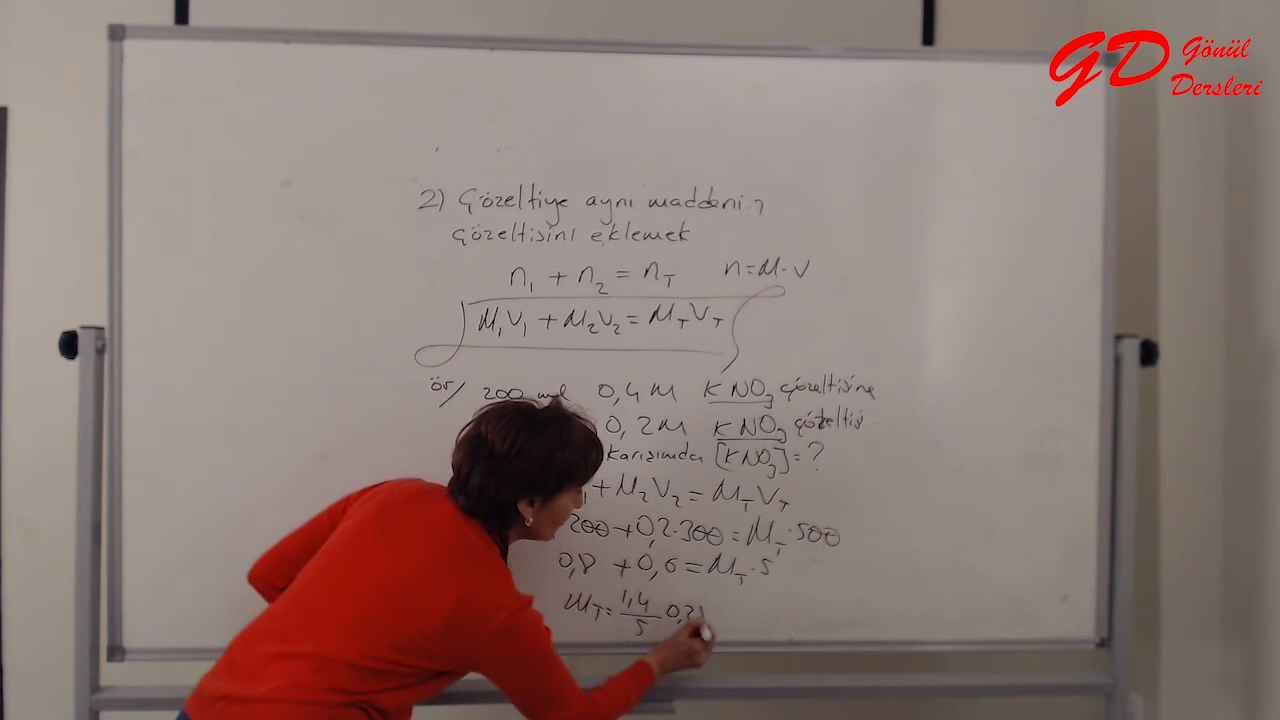 GD Gönül
Dersleri
2) Çözeltiye aynı maddenin
çözeltisini eklemek
n₁ + n₂ = n_T n = M · V
M₁V₁ + M₂V₂ = M_T V_T
ör/ 200 ml 0,4 M KNO₃ çözeltisine
0,2 M KNO₃ çözeltisi
karışımda [KNO₃] = ?
₁ + M₂V₂ = M_T V_T
200 + 0,2 · 300 = M_T · 500
0,8 + 0,6 = M_T · 5
M_T = 1,4/5